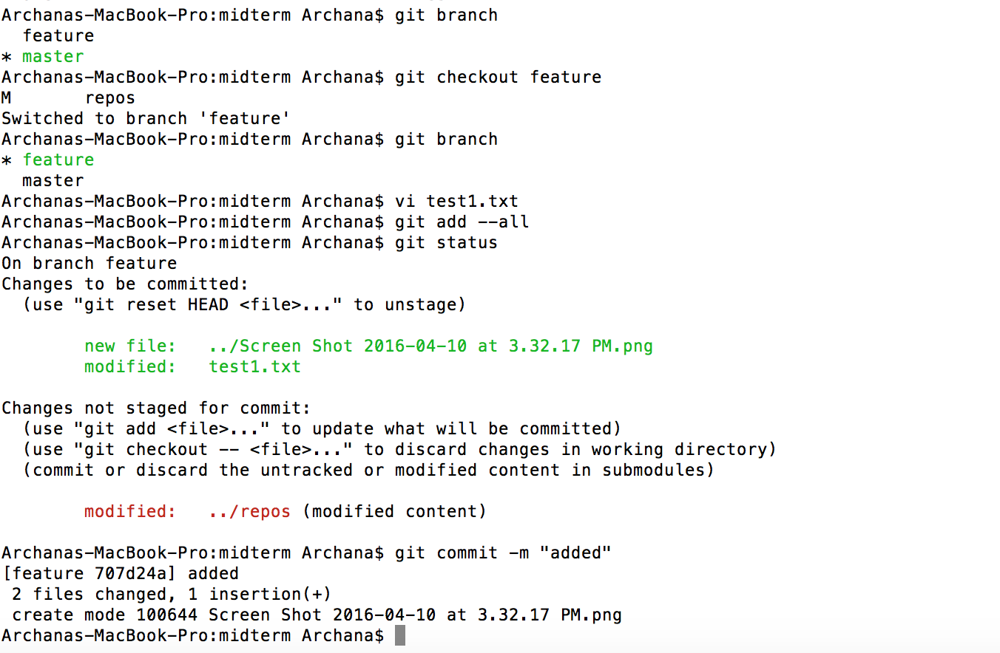 Archanas-MacBook-Pro:midterm Archana$ git branch
  feature
* master
Archanas-MacBook-Pro:midterm Archana$ git checkout feature
M       repos
Switched to branch 'feature'
Archanas-MacBook-Pro:midterm Archana$ git branch
* feature
  master
Archanas-MacBook-Pro:midterm Archana$ vi test1.txt
Archanas-MacBook-Pro:midterm Archana$ git add --all
Archanas-MacBook-Pro:midterm Archana$ git status
On branch feature
Changes to be committed:
  (use "git reset HEAD <file>..." to unstage)

        new file:   ../Screen Shot 2016-04-10 at 3.32.17 PM.png
        modified:   test1.txt

Changes not staged for commit:
  (use "git add <file>..." to update what will be committed)
  (use "git checkout -- <file>..." to discard changes in working directory)
  (commit or discard the untracked or modified content in submodules)

        modified:   ../repos (modified content)

Archanas-MacBook-Pro:midterm Archana$ git commit -m "added"
[feature 707d24a] added
 2 files changed, 1 insertion(+)
 create mode 100644 Screen Shot 2016-04-10 at 3.32.17 PM.png
Archanas-MacBook-Pro:midterm Archana$